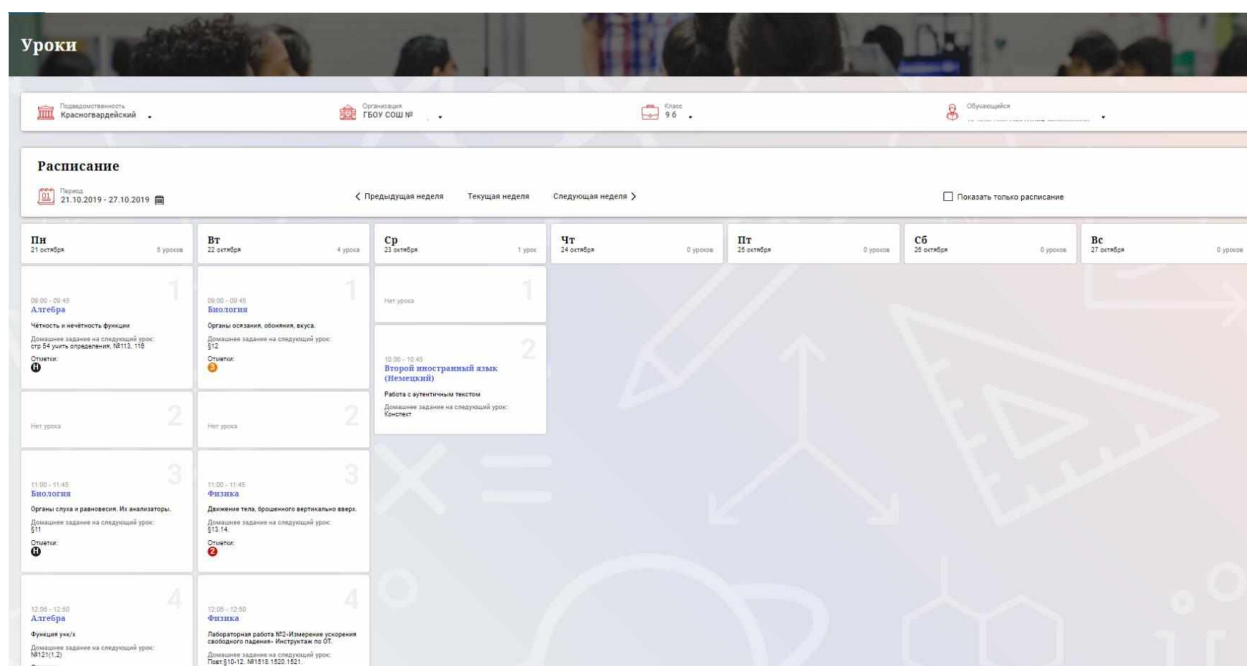 Уроки
Подведомственность
Красногвардейский
Организация
ГБОУ СОШ №
Класс
9 б
Обучающийся
Расписание
Период
21.10.2019 - 27.10.2019
Предыдущая неделя
Текущая неделя
Следующая неделя
Показать только расписание
Пн
21 октября
5 уроков
Вт
22 октября
4 урока
Ср
23 октября
1 урок
Чт
24 октября
0 уроков
Пт
25 октября
0 уроков
Сб
26 октября
0 уроков
Вс
27 октября
0 уроков
1
09:00 - 09:45
Алгебра
Чётность и нечётность функции
Домашнее задание на следующий урок:
стр 54 учить определения, №113, 116
Отметки:
Н
2
Нет урока
3
11:00 - 11:45
Биология
Органы слуха и равновесия. Их анализаторы.
Домашнее задание на следующий урок:
§11
Отметки:
Н
4
12:05 - 12:50
Алгебра
Функция y=к/х
Домашнее задание на следующий урок:
№121(1,2)
1
09:00 - 09:45
Биология
Органы осязания, обоняния, вкуса.
Домашнее задание на следующий урок:
§12
Отметки:
3
2
Нет урока
3
11:00 - 11:45
Физика
Движение тела, брошенного вертикально вверх.
Домашнее задание на следующий урок:
§13.14.
Отметки:
2
4
12:05 - 12:50
Физика
Лабораторная работа №2«Измерение ускорения
свободного падения» Инструктаж по ОТ.
Домашнее задание на следующий урок:
Повт.§10-12. №1518.1520.1521.
1
Нет урока
2
10:00 - 10:45
Второй иностранный язык
(Немецкий)
Работа с аутентичным текстом
Домашнее задание на следующий урок:
Конспект